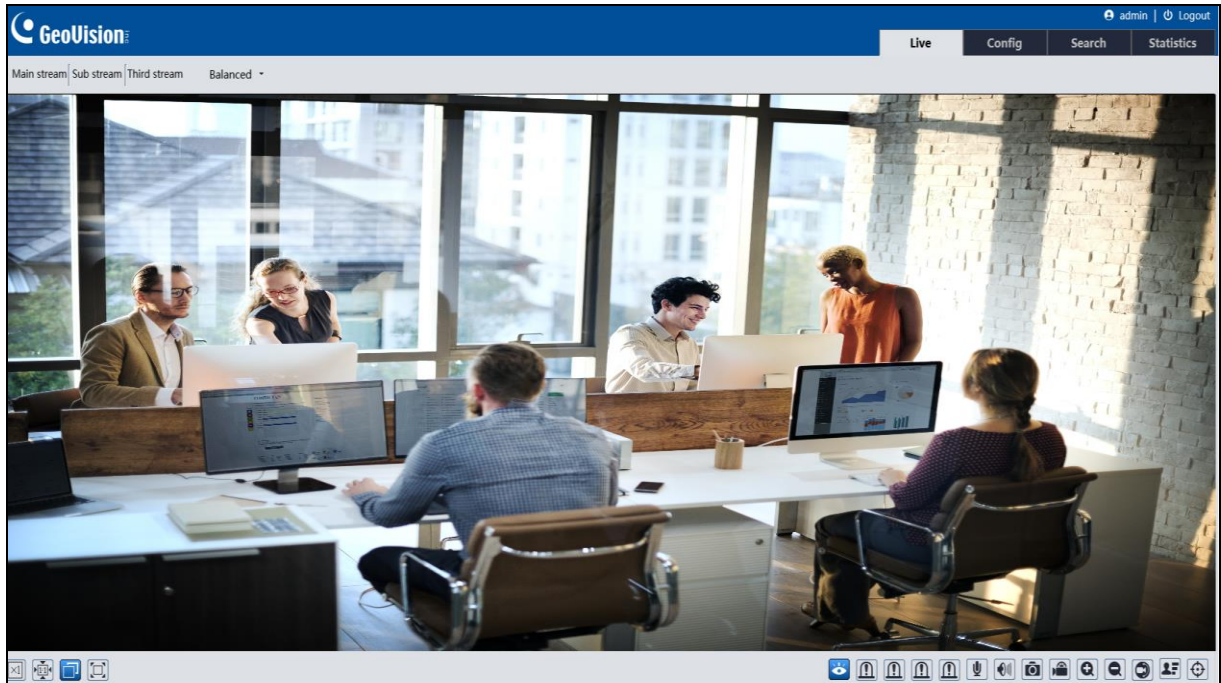 admin | Logout
GeoVision
Live Config Search Statistics
Main stream Sub stream Third stream Balanced